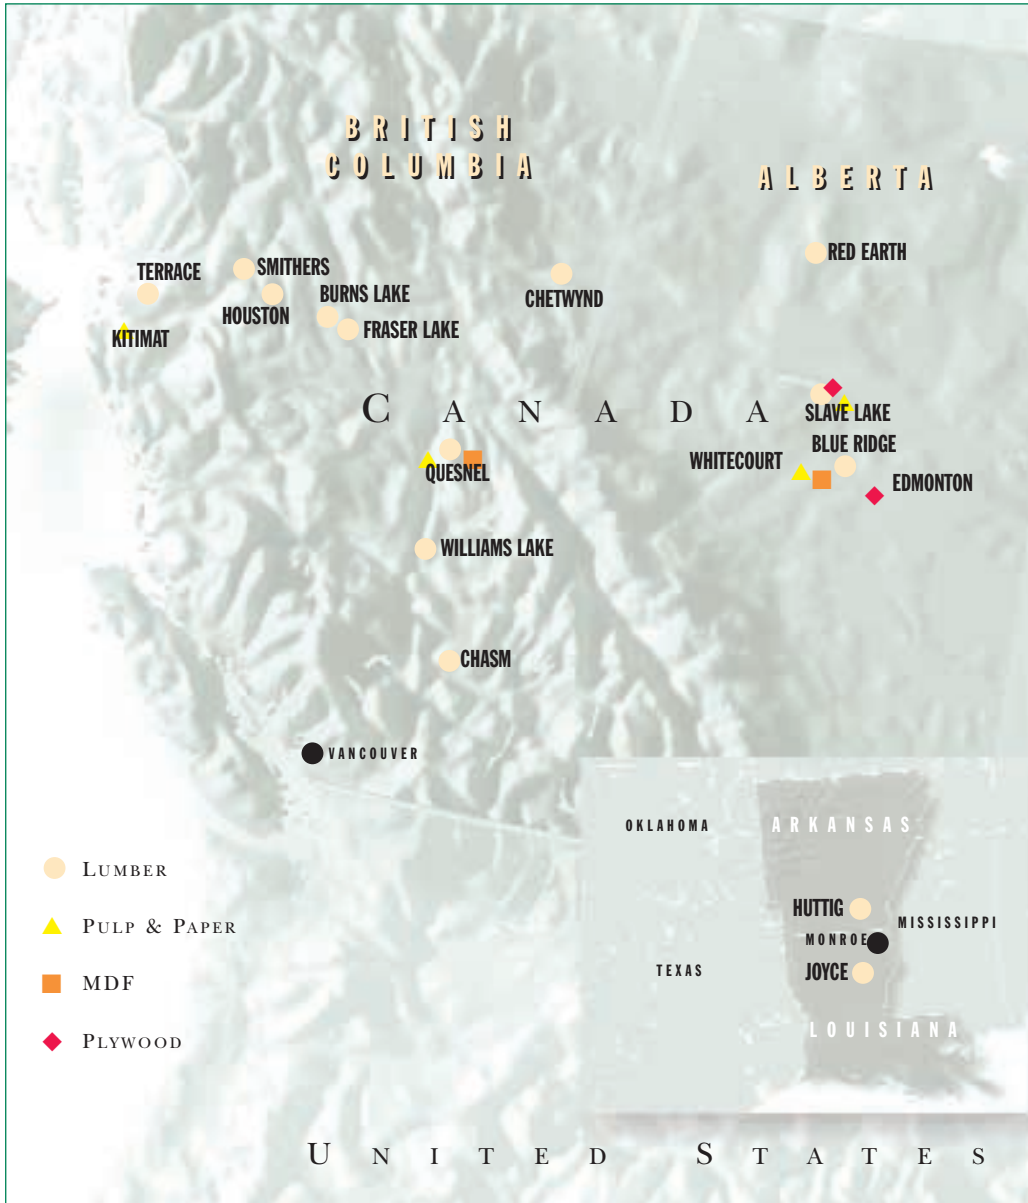 BRITISH
COLUMBIA
ALBERTA
RED EARTH
TERRACE
SMITHERS
CHETWYND
HOUSTON
BURNS LAKE
KITIMAT
FRASER LAKE
CANADA
SLAVE LAKE
BLUE RIDGE
WHITECOURT
QUESNEL
EDMONTON
WILLIAMS LAKE
CHASM
VANCOUVER
OKLAHOMA
ARKANSAS
HUTTIG
MISSISSIPPI
MONROE
TEXAS
JOYCE
LOUISIANA
LUMBER
PULP & PAPER
MDF
PLYWOOD
UNITED STATES